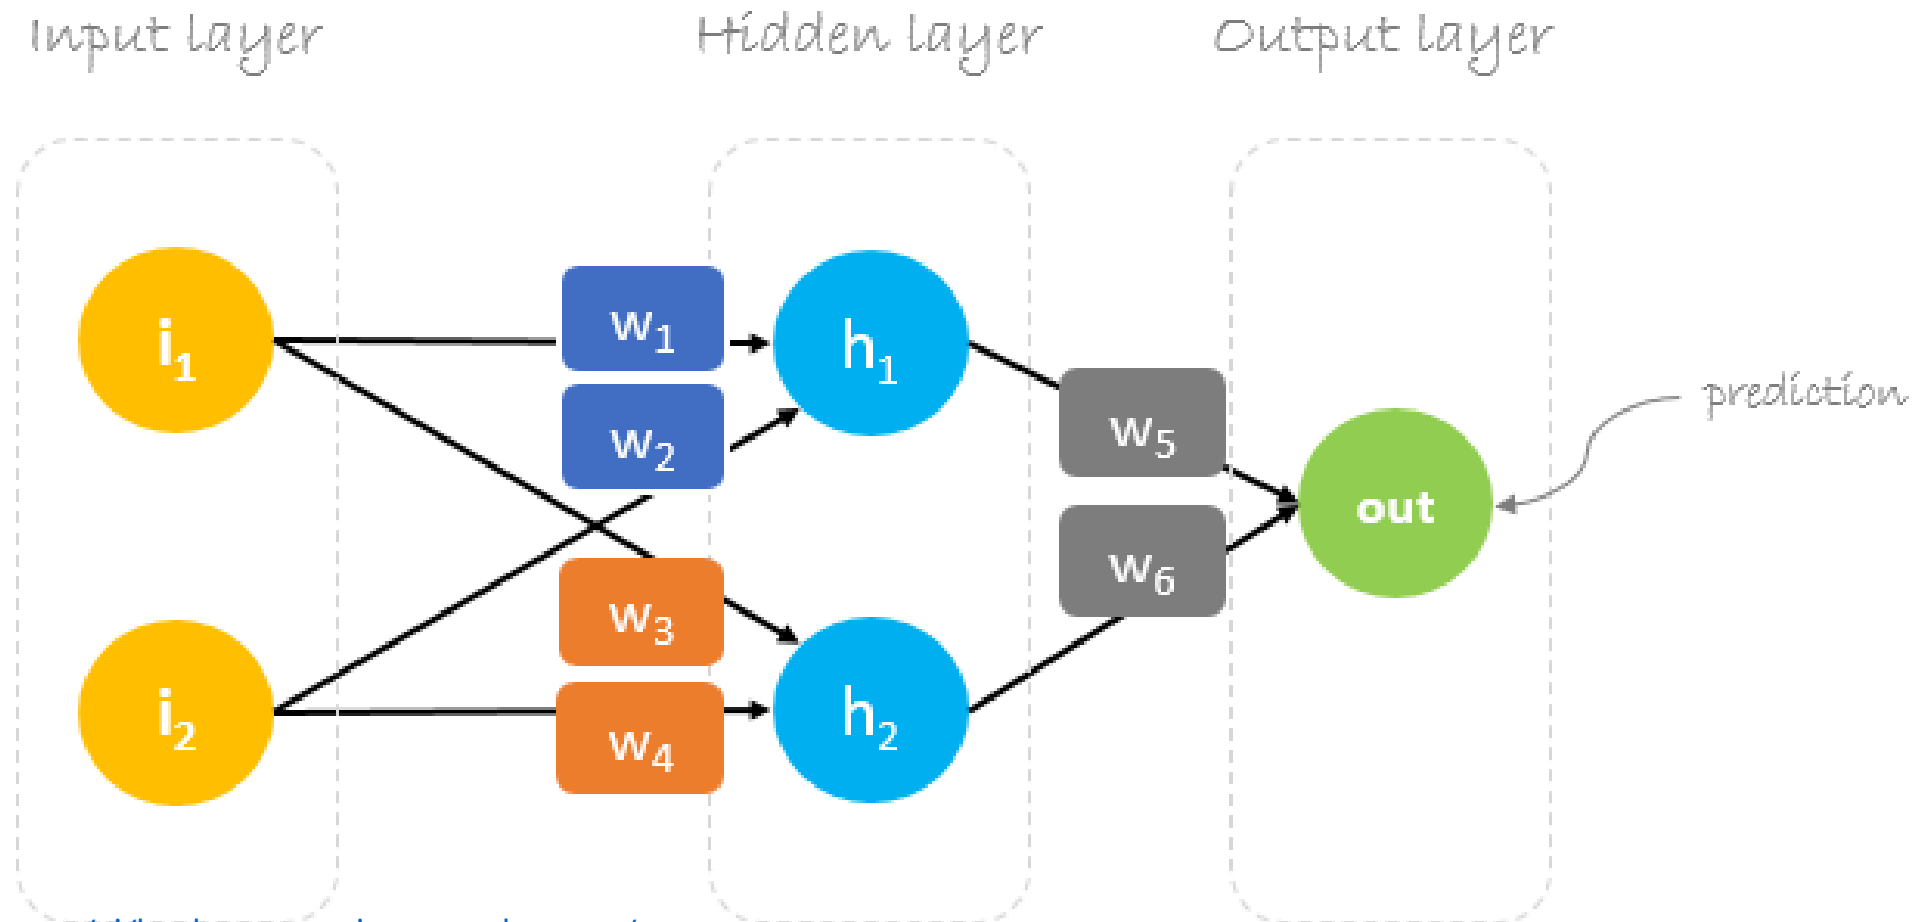 Input layer
Hidden layer
Output layer
i1
w1
h1
w2
w5
prediction
out
w6
w3
i2
w4
h2